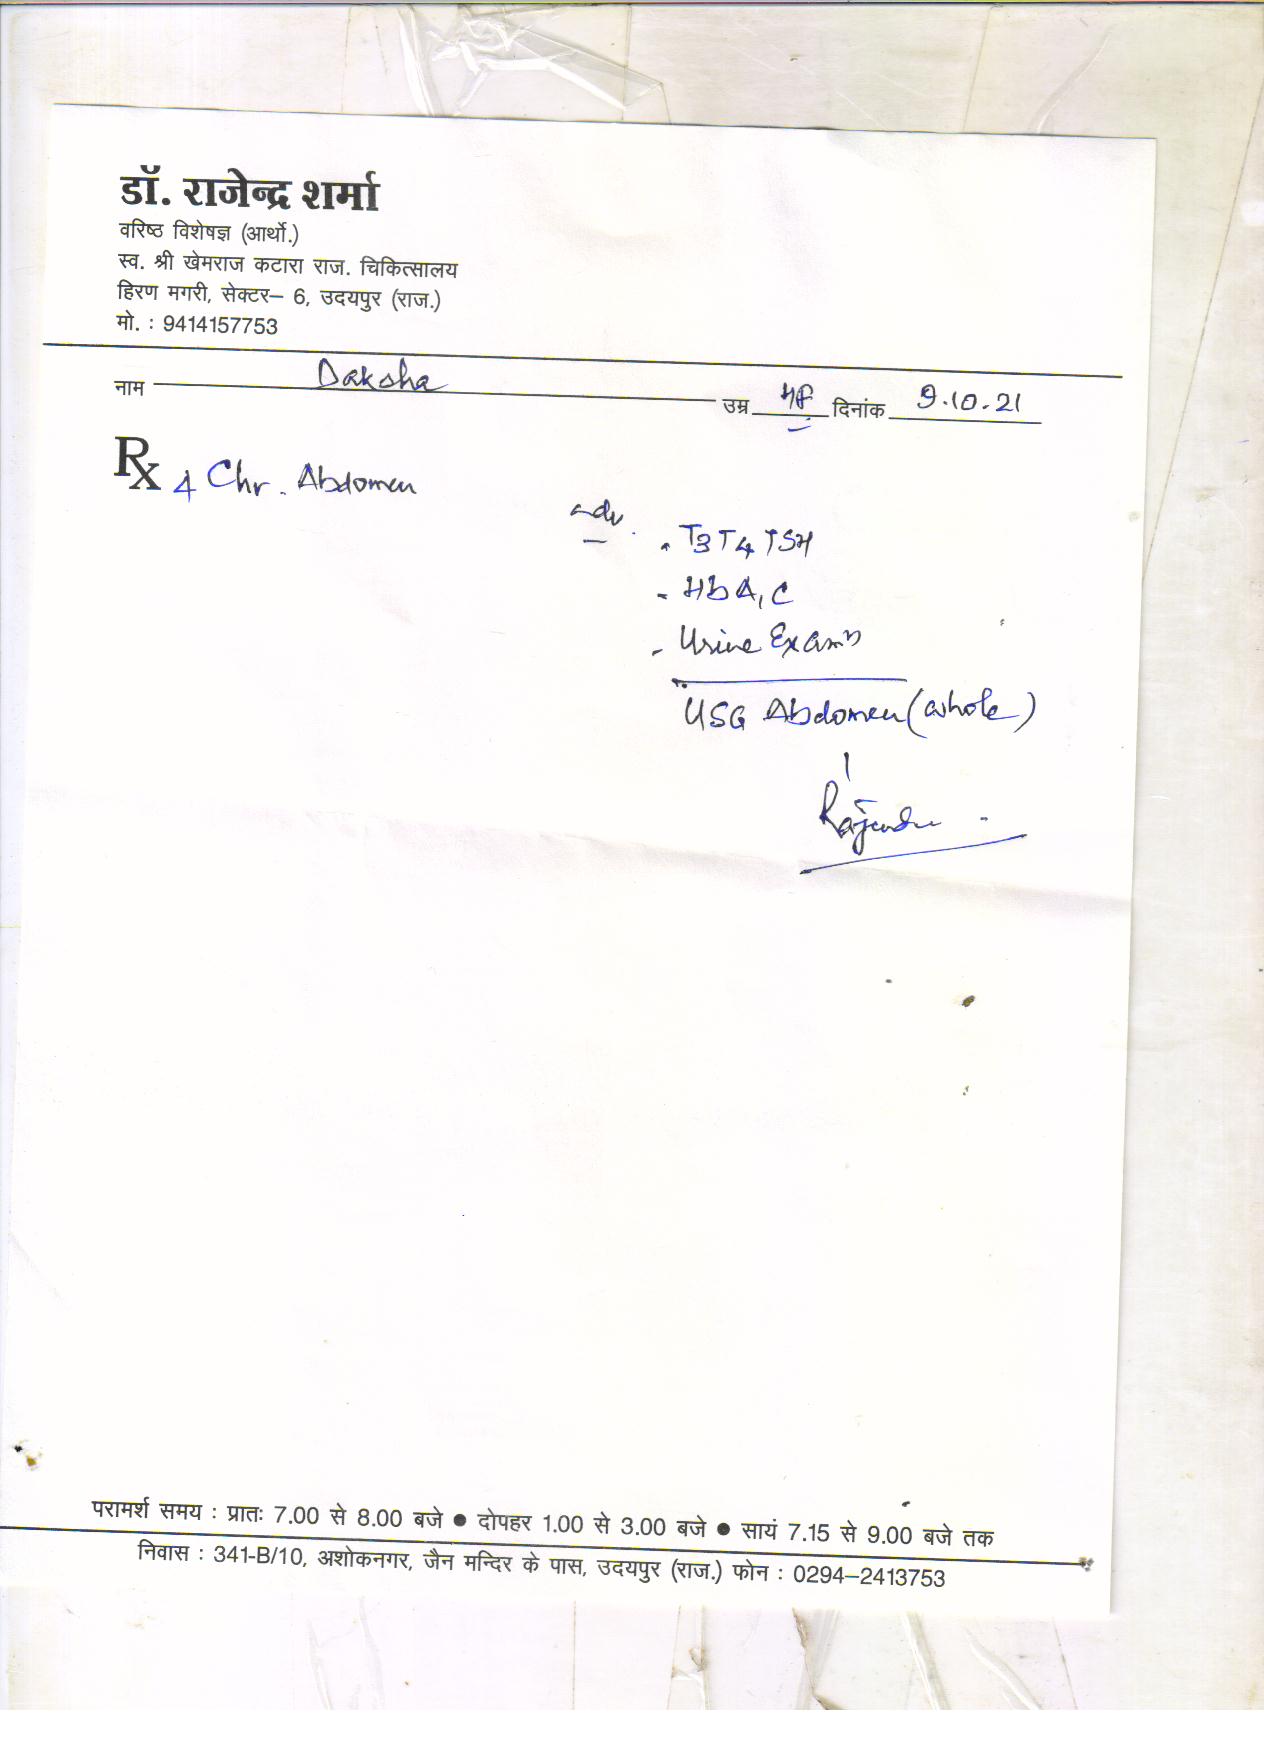 डॉ. राजेन्द्र शर्मा
वरिष्ठ विशेषज्ञ (आर्थो.)
स्व. श्री खेमराज कटारा राज. चिकित्सालय
हिरण मगरी, सेक्टर– 6, उदयपुर (राज.)
मो. : 9414157753
नाम Daksha उम्र दिनांक 9.10.21
Rx Chr. Abdomen
adv.
- T3 T4 TSH
- HbA1C
- Urine Exam
USG Abdomen (whole)
परामर्श समय : प्रातः 7.00 से 8.00 बजे ● दोपहर 1.00 से 3.00 बजे ● सायं 7.15 से 9.00 बजे तक
निवास : 341-B/10, अशोकनगर, जैन मन्दिर के पास, उदयपुर (राज.) फोन : 0294–2413753